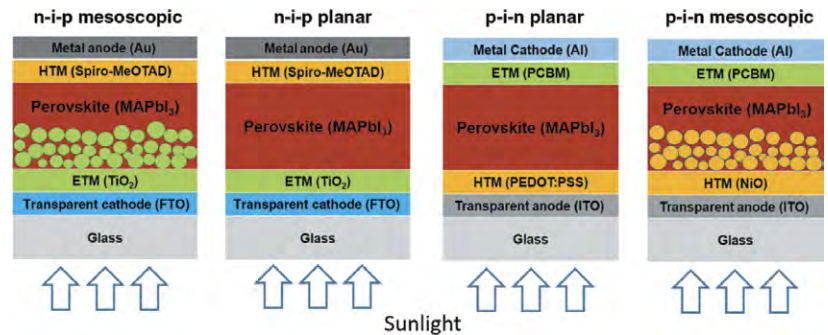 n-i-p mesoscopic
Metal anode (Au)
HTM (Spiro-MeOTAD)
Perovskite (MAPbI₃)
ETM (TiO₂)
Transparent cathode (FTO)
Glass
n-i-p planar
Metal anode (Au)
HTM (Spiro-MeOTAD)
Perovskite (MAPbI₃)
ETM (TiO₂)
Transparent cathode (FTO)
Glass
p-i-n planar
Metal Cathode (Al)
ETM (PCBM)
Perovskite (MAPbI₃)
HTM (PEDOT:PSS)
Transparent anode (ITO)
Glass
p-i-n mesoscopic
Metal Cathode (Al)
ETM (PCBM)
Perovskite (MAPbI₃)
HTM (NiO)
Transparent anode (ITO)
Glass
Sunlight